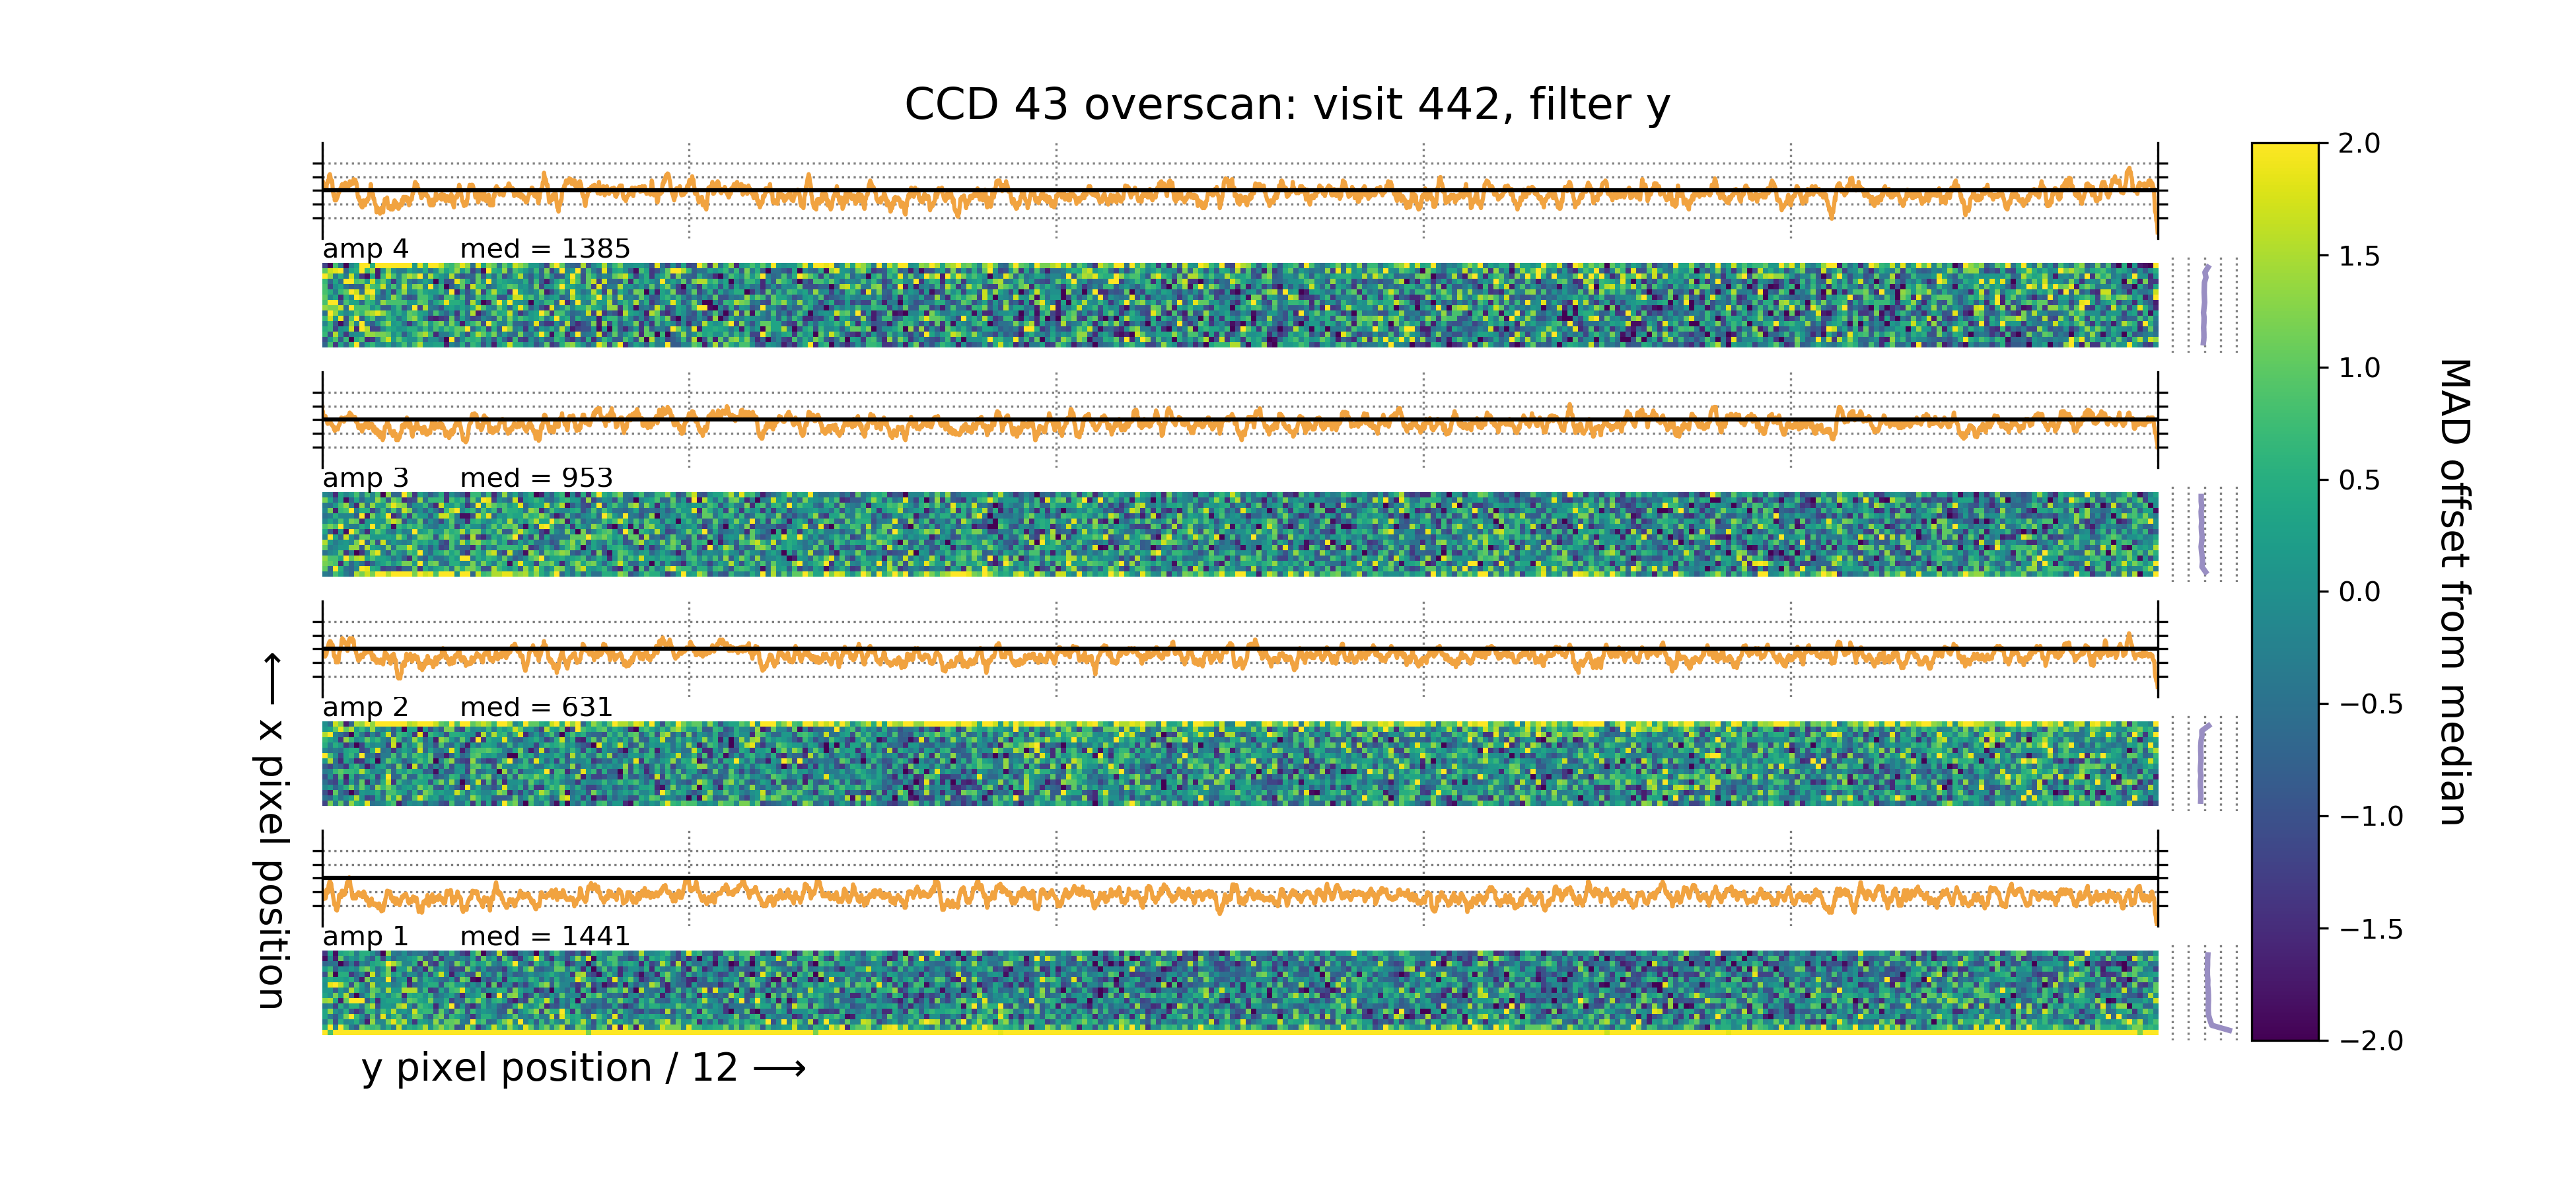 CCD 43 overscan: visit 442, filter y
amp 4 med = 1385
amp 3 med = 953
amp 2 med = 631
amp 1 med = 1441
⟵ x pixel position
y pixel position / 12 ⟶
2.0
1.5
1.0
0.5
0.0
−0.5
−1.0
−1.5
−2.0
MAD offset from median